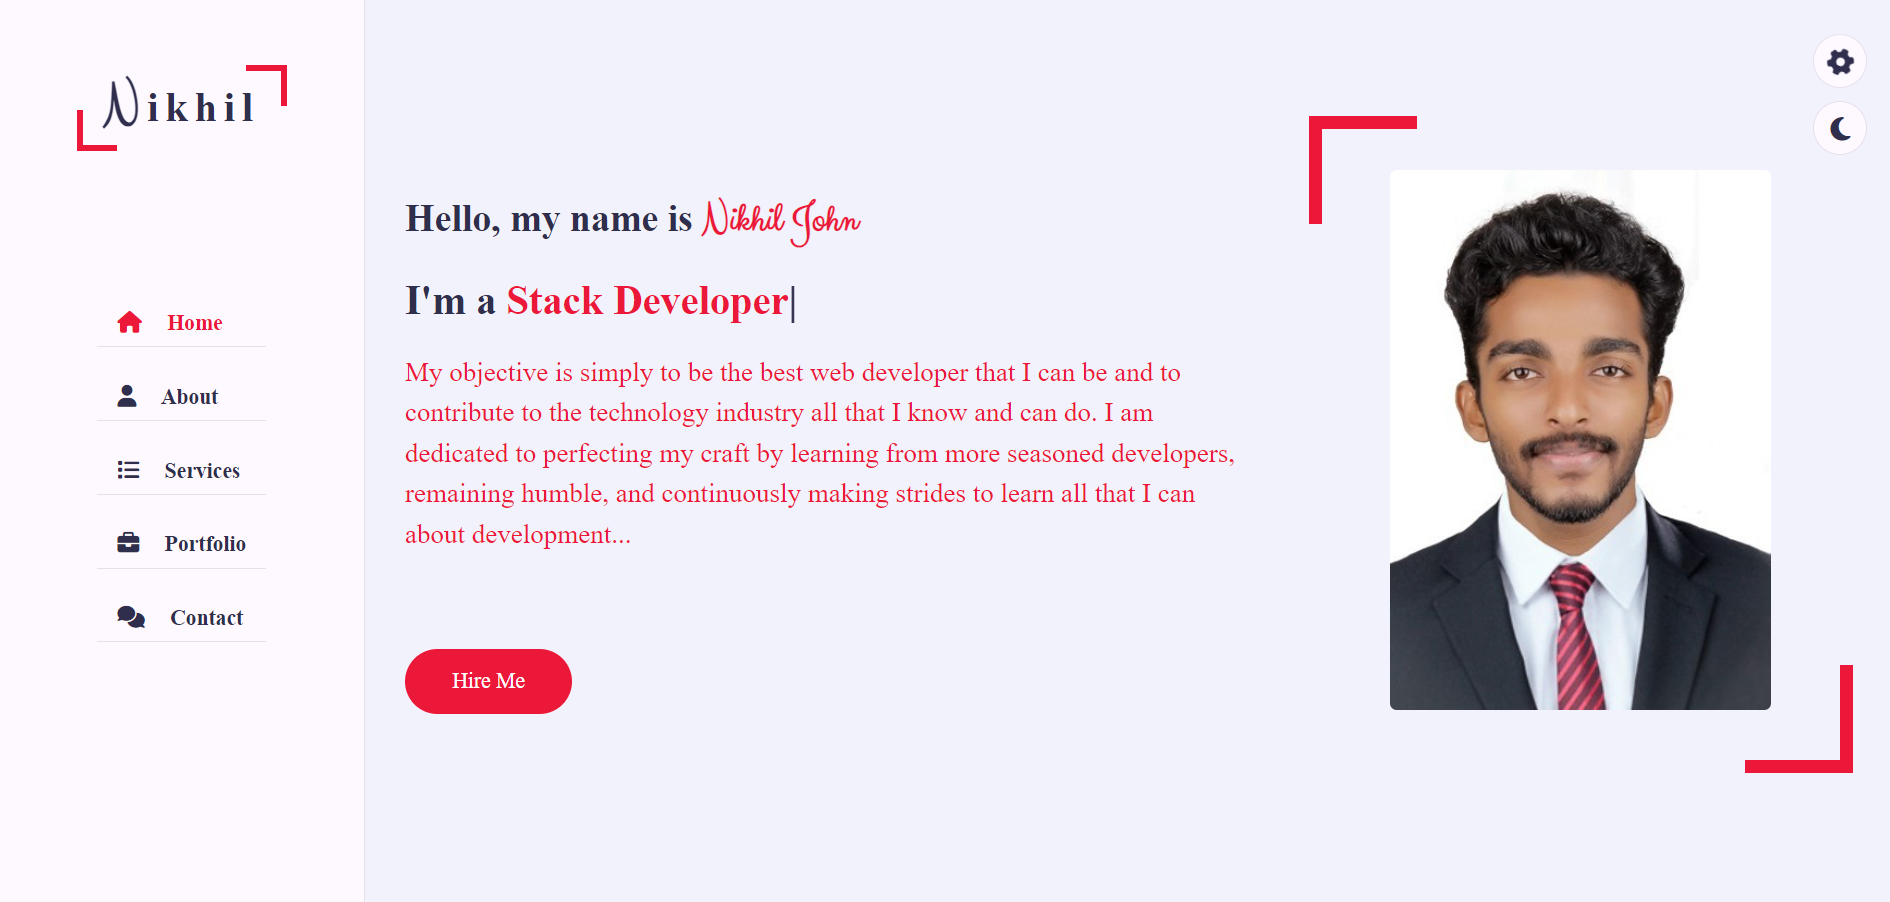 Nikhil
Home
About
Services
Portfolio
Contact
Hello, my name is Nikhil John
I'm a Stack Developer|
My objective is simply to be the best web developer that I can be and to
contribute to the technology industry all that I know and can do. I am
dedicated to perfecting my craft by learning from more seasoned developers,
remaining humble, and continuously making strides to learn all that I can
about development...
Hire Me